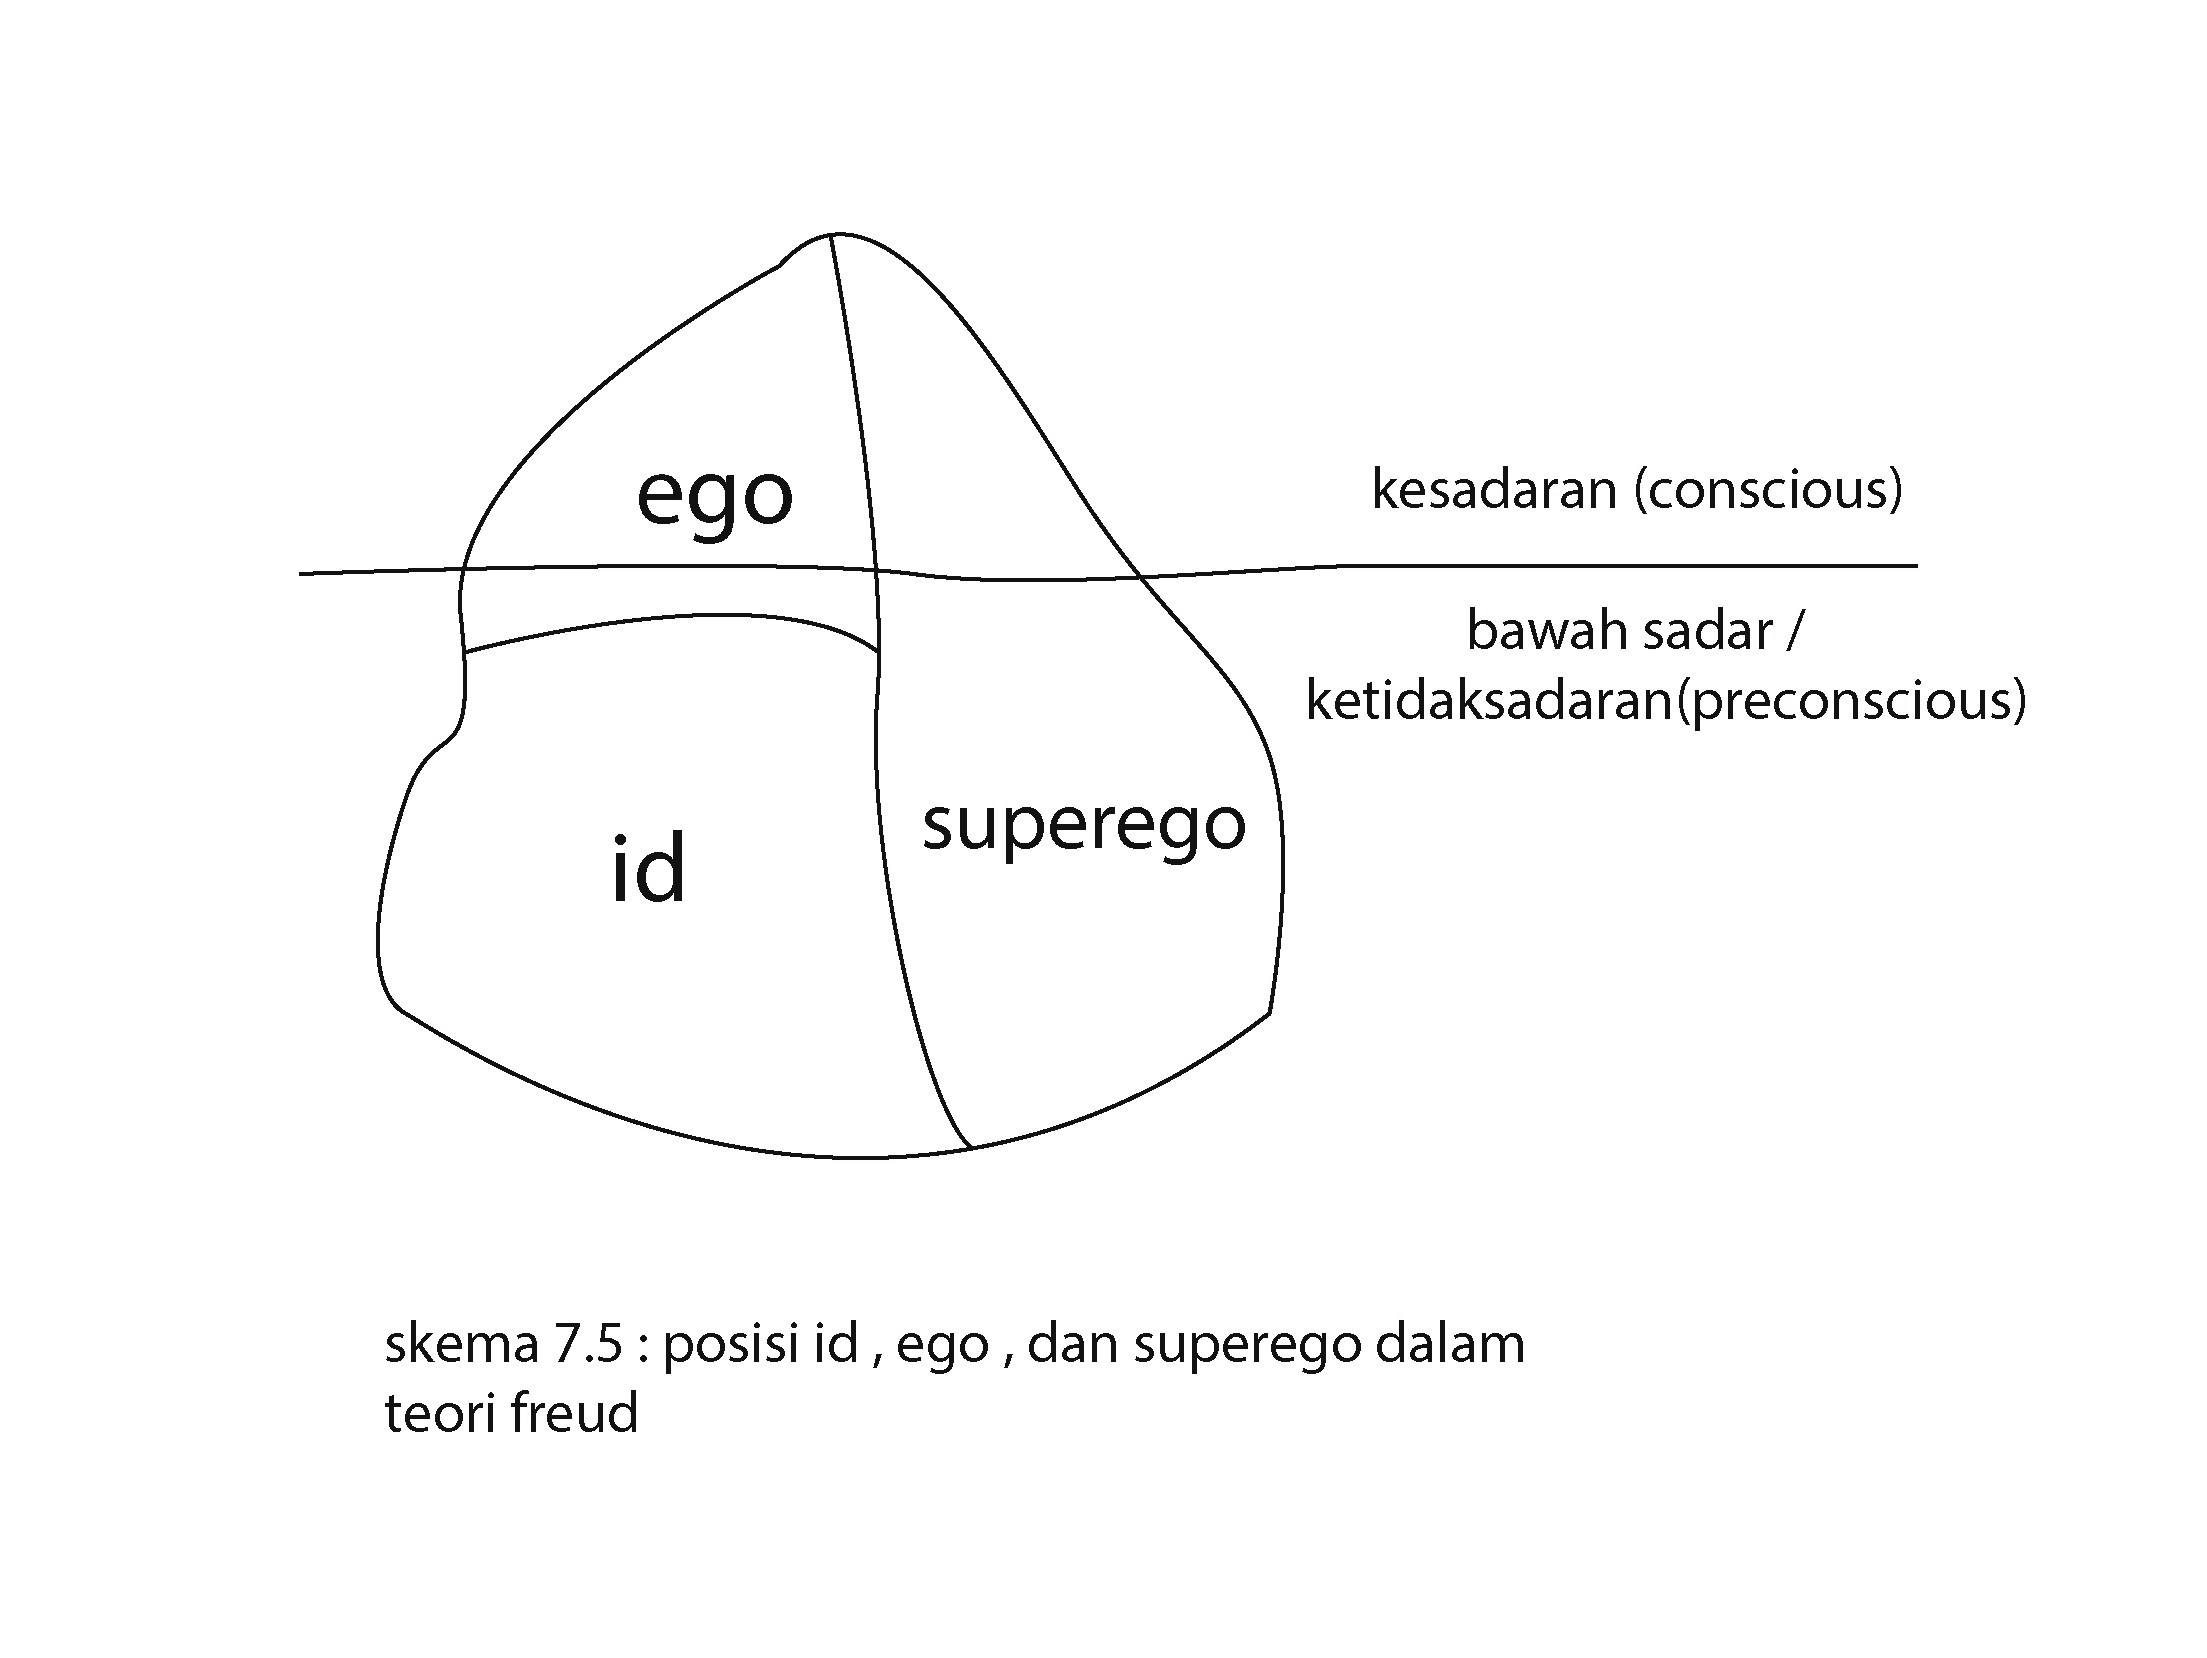 ego
kesadaran (conscious)
bawah sadar /
ketidaksadaran(preconscious)
superego
id
skema 7.5 : posisi id , ego , dan superego dalam
teori freud